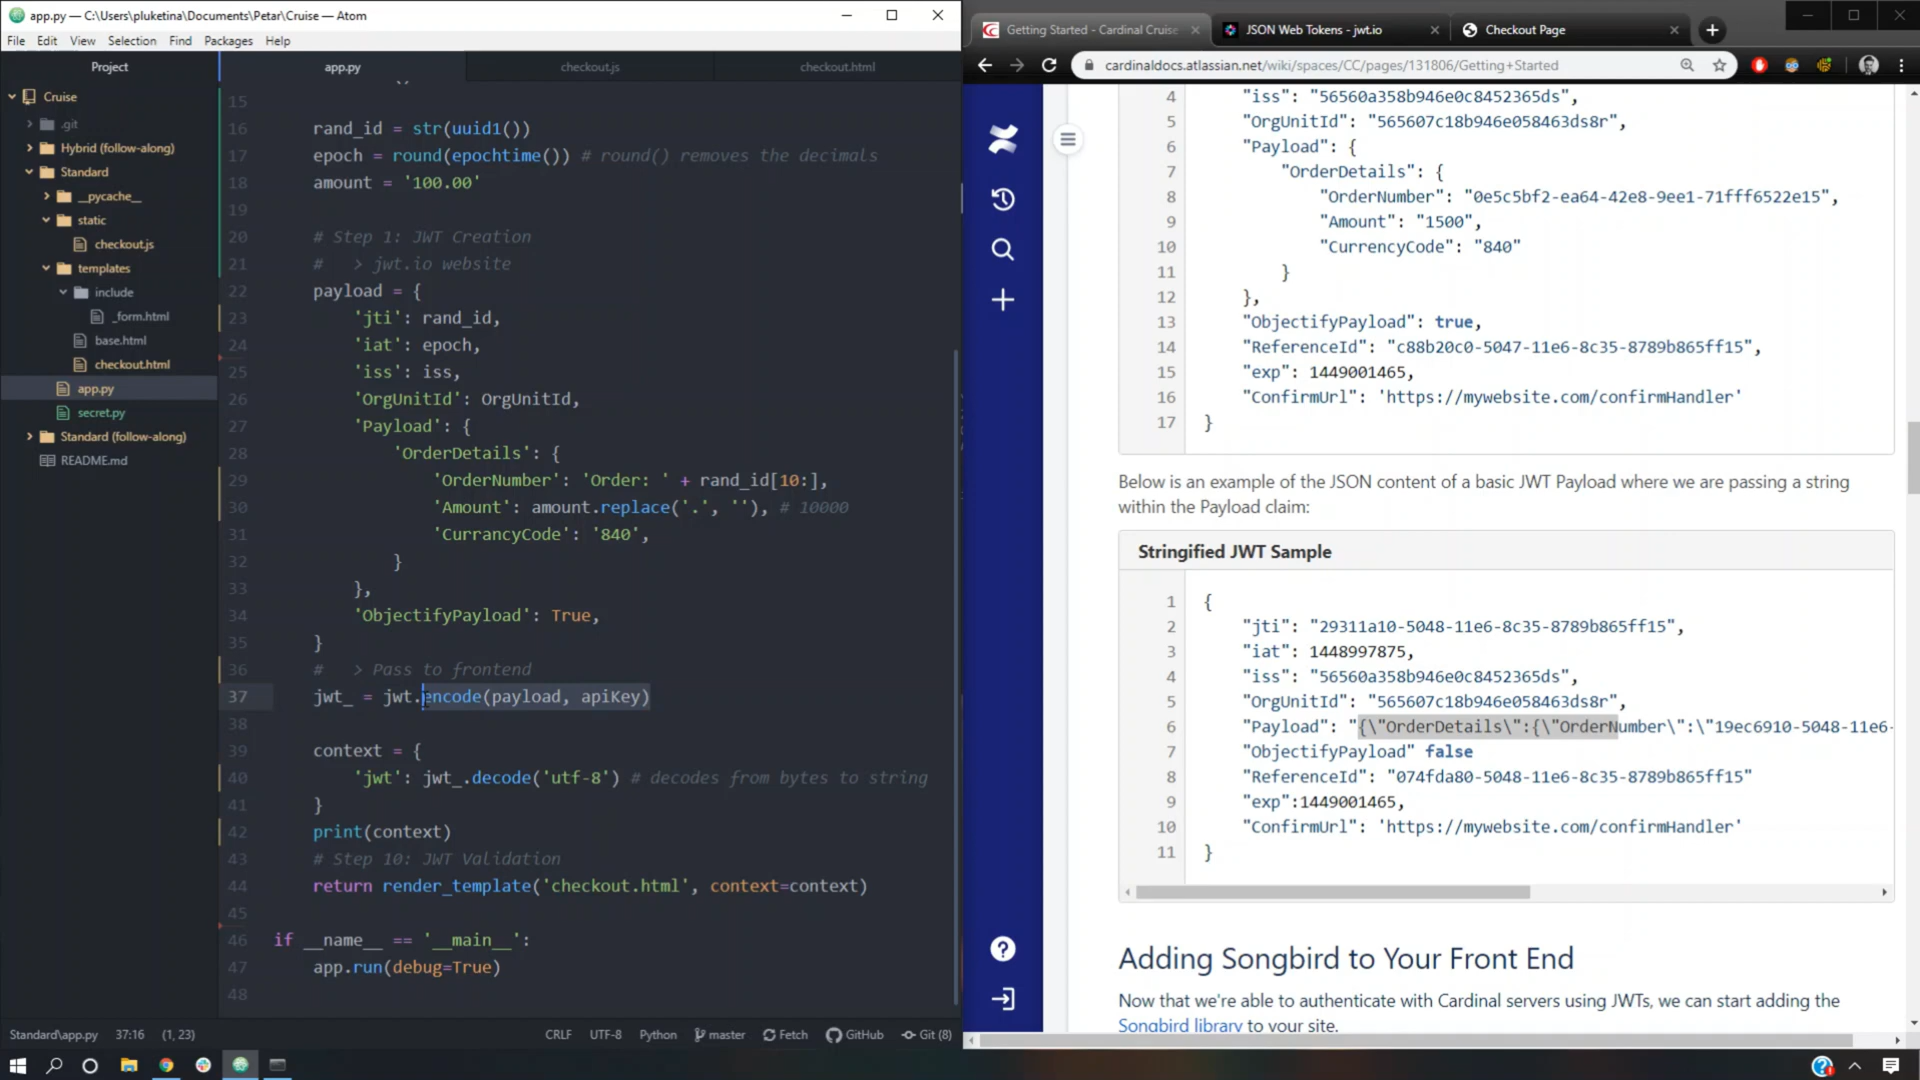 app.py — C:\Users\pluketina\Documents\Petar\Cruise — Atom
File Edit View Selection Find Packages Help
Project
Cruise
.git
Hybrid (follow-along)
Standard
__pycache__
static
checkout.js
templates
include
_form.html
base.html
checkout.html
app.py
secret.py
Standard (follow-along)
README.md
app.py checkout.js checkout.html
15
16 rand_id = str(uuid1())
17 epoch = round(epochtime()) # round() removes the decimals
18 amount = '100.00'
19
20 # Step 1: JWT Creation
21 #   > jwt.io website
22 payload = {
23 'jti': rand_id,
24 'iat': epoch,
25 'iss': iss,
26 'OrgUnitId': OrgUnitId,
27 'Payload': {
28 'OrderDetails': {
29 'OrderNumber': 'Order: ' + rand_id[10:],
30 'Amount': amount.replace('.', ''), # 10000
31 'CurrancyCode': '840',
32 }
33 },
34 'ObjectifyPayload': True,
35 }
36 #   > Pass to frontend
37 jwt_ = jwt.encode(payload, apiKey)
38
39 context = {
40 'jwt': jwt_.decode('utf-8') # decodes from bytes to string
41 }
42 print(context)
43 # Step 10: JWT Validation
44 return render_template('checkout.html', context=context)
45
46 if __name__ == '__main__':
47 app.run(debug=True)
48
Standard\app.py 37:16 (1, 23) CRLF UTF-8 Python master Fetch GitHub Git (8)
Getting Started - Cardinal Cruise JSON Web Tokens - jwt.io Checkout Page
cardinaldocs.atlassian.net/wiki/spaces/CC/pages/131806/Getting+Started
4 "iss": "56560a358b946e0c8452365ds",
5 "OrgUnitId": "565607c18b946e058463ds8r",
6 "Payload": {
7 "OrderDetails": {
8 "OrderNumber": "0e5c5bf2-ea64-42e8-9ee1-71fff6522e15",
9 "Amount": "1500",
10 "CurrencyCode": "840"
11 }
12 },
13 "ObjectifyPayload": true,
14 "ReferenceId": "c88b20c0-5047-11e6-8c35-8789b865ff15",
15 "exp": 1449001465,
16 "ConfirmUrl": 'https://mywebsite.com/confirmHandler'
17 }
Below is an example of the JSON content of a basic JWT Payload where we are passing a string
within the Payload claim:
Stringified JWT Sample
1 {
2 "jti": "29311a10-5048-11e6-8c35-8789b865ff15",
3 "iat": 1448997875,
4 "iss": "56560a358b946e0c8452365ds",
5 "OrgUnitId": "565607c18b946e058463ds8r",
6 "Payload": "{\"OrderDetails\":{\"OrderNumber\":\"19ec6910-5048-11e6-
7 "ObjectifyPayload" false
8 "ReferenceId": "074fda80-5048-11e6-8c35-8789b865ff15"
9 "exp":1449001465,
10 "ConfirmUrl": 'https://mywebsite.com/confirmHandler'
11 }
Adding Songbird to Your Front End
Now that we're able to authenticate with Cardinal servers using JWTs, we can start adding the
Songbird library to your site.